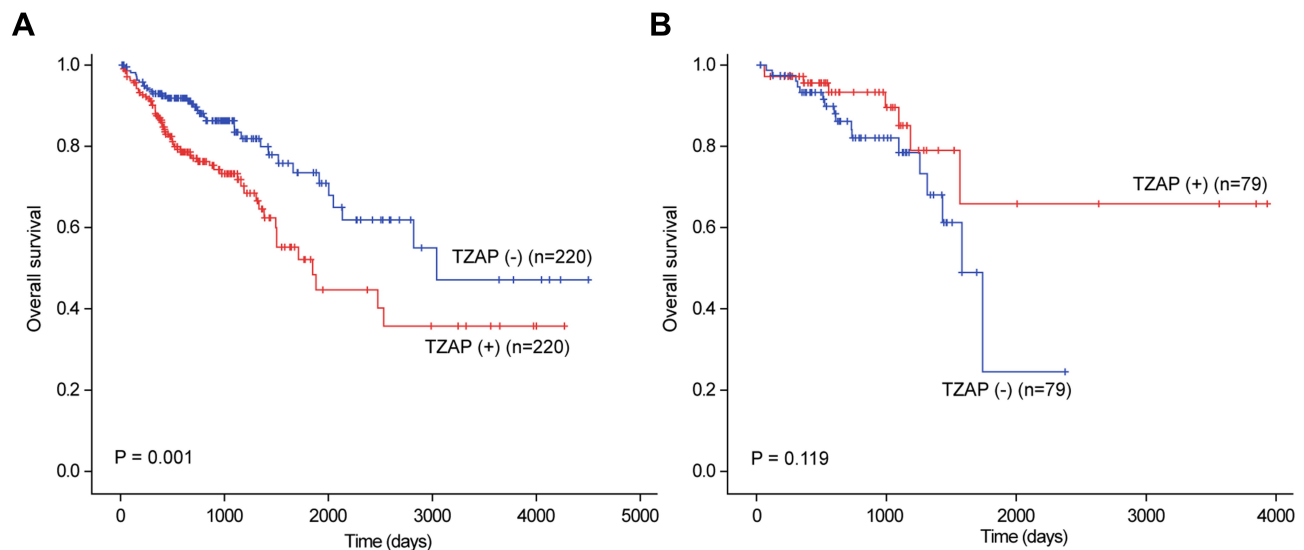 A
1.0
0.8
0.6
0.4
0.2
0.0
Overall survival
TZAP (-) (n=220)
TZAP (+) (n=220)
P = 0.001
0 1000 2000 3000 4000 5000
Time (days)
B
1.0
0.8
0.6
0.4
0.2
0.0
Overall survival
TZAP (+) (n=79)
TZAP (-) (n=79)
P = 0.119
0 1000 2000 3000 4000
Time (days)